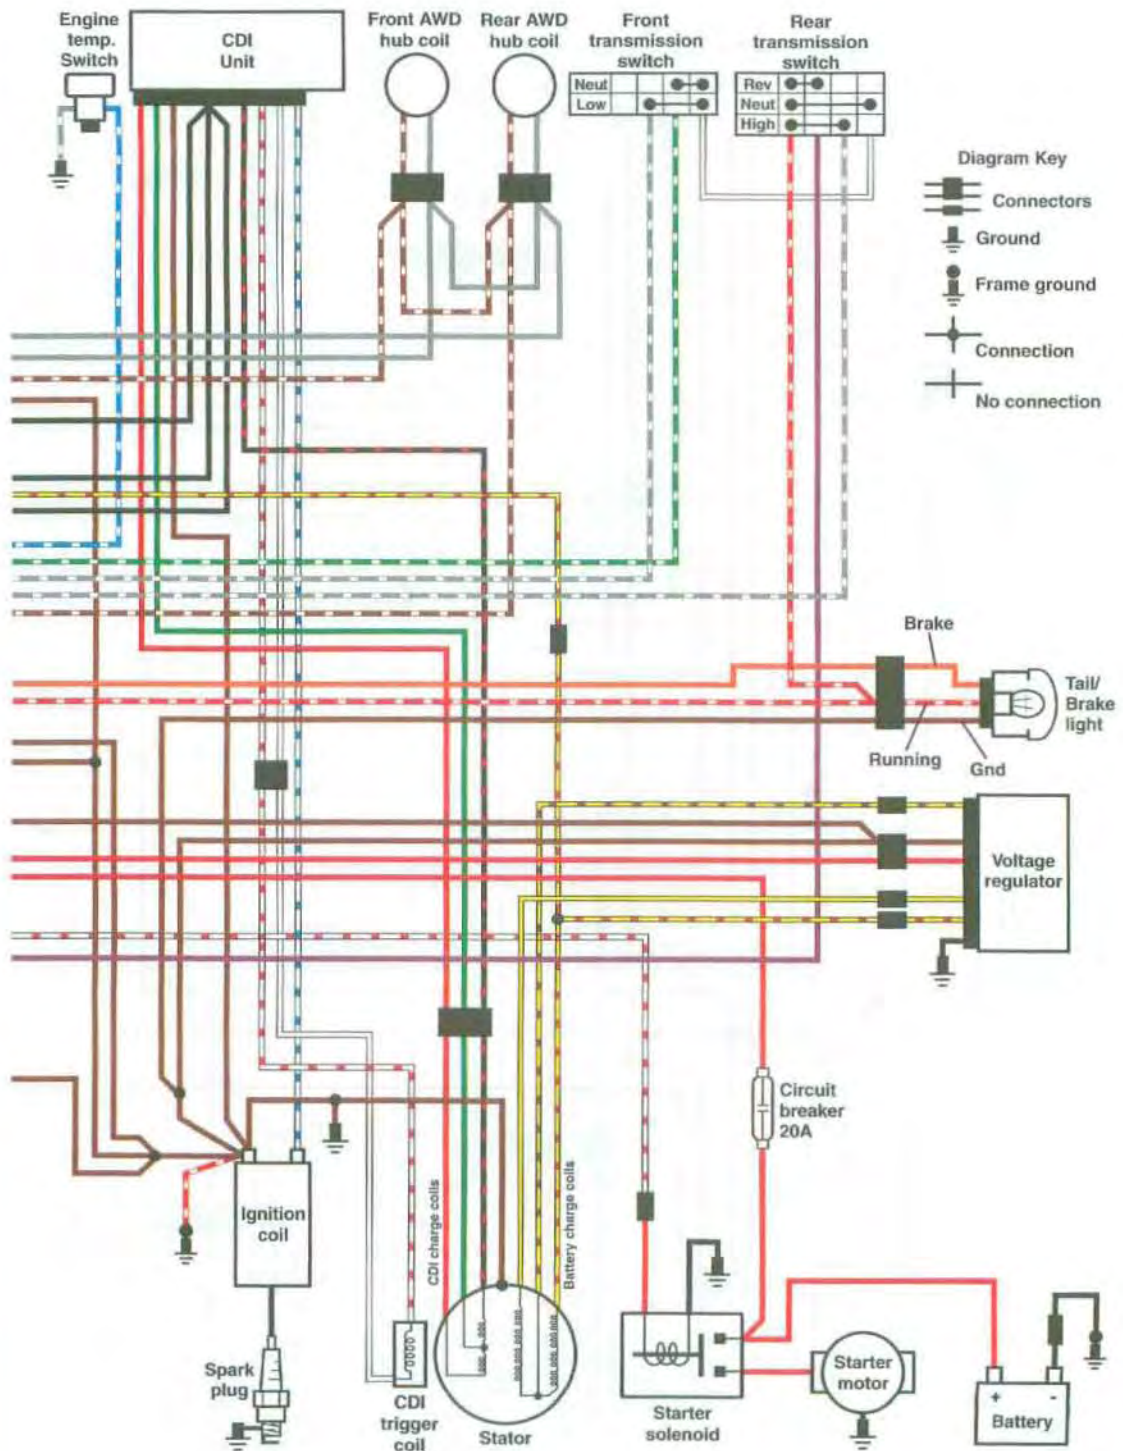 Engine
temp.
Switch
CDI
Unit
Front AWD
hub coil
Rear AWD
hub coil
Front
transmission
switch
Neut
Low
Rear
transmission
switch
Rev
Neut
High
Diagram Key
Connectors
Ground
Frame ground
Connection
No connection
Brake
Tail/
Brake
light
Running
Gnd
Voltage
regulator
Circuit
breaker
20A
Ignition
coil
CDI charge coils
Battery charge coils
Spark
plug
CDI
trigger
coil
Stator
Starter
solenoid
Starter
motor
+
-
Battery